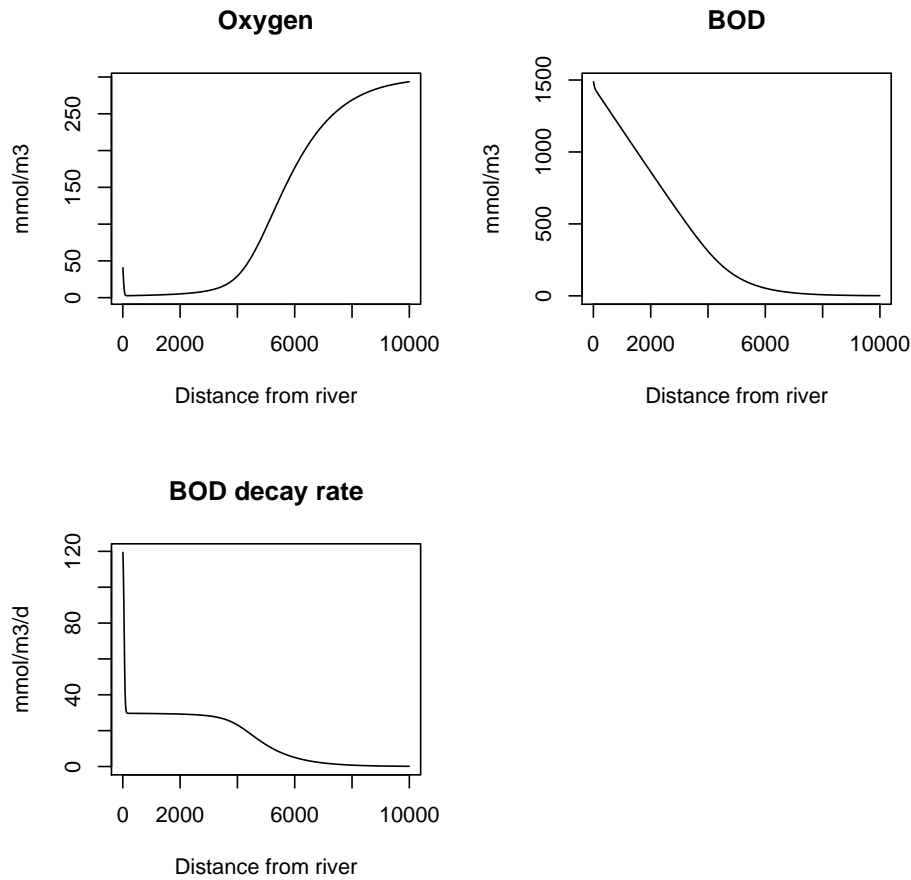 Oxygen
mmol/m3
250
150
50
0
0 2000 6000 10000
Distance from river
BOD
mmol/m3
1500
1000
500
0
0 2000 6000 10000
Distance from river
BOD decay rate
mmol/m3/d
120
80
40
0
0 2000 6000 10000
Distance from river